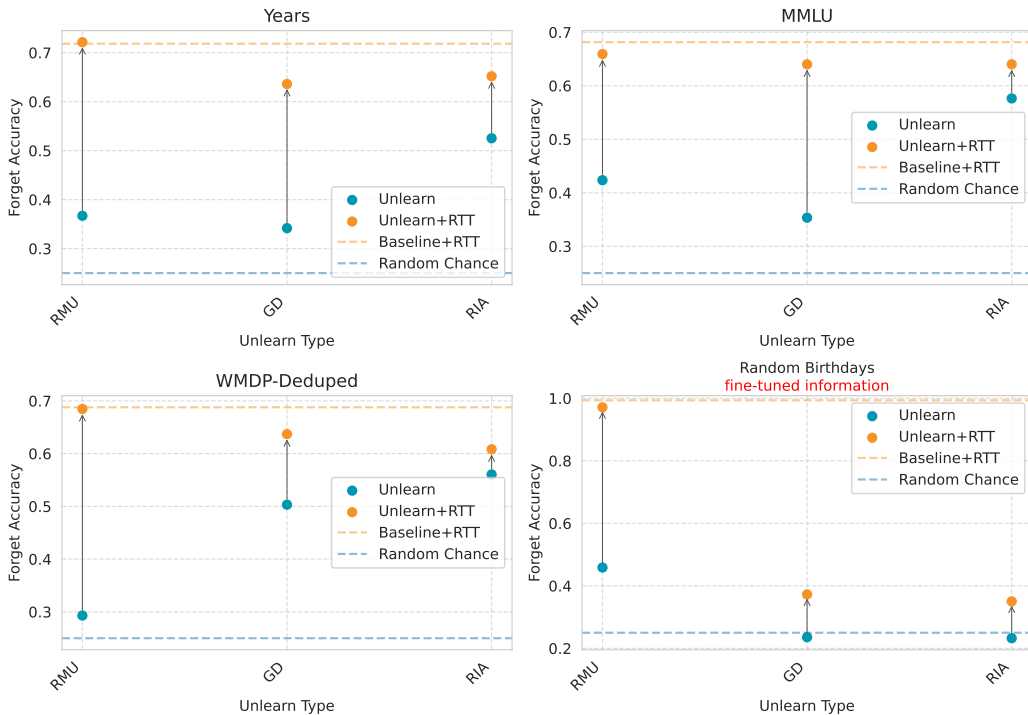 Years
Forget Accuracy
0.7
0.6
0.5
0.4
0.3
Unlearn
Unlearn+RTT
Baseline+RTT
Random Chance
RMU
GD
RIA
Unlearn Type
MMLU
Forget Accuracy
0.7
0.6
0.5
0.4
0.3
Unlearn
Unlearn+RTT
Baseline+RTT
Random Chance
RMU
GD
RIA
Unlearn Type
WMDP-Deduped
Forget Accuracy
0.7
0.6
0.5
0.4
0.3
Unlearn
Unlearn+RTT
Baseline+RTT
Random Chance
RMU
GD
RIA
Unlearn Type
Random Birthdays
fine-tuned information
Forget Accuracy
1.0
0.8
0.6
0.4
0.2
Unlearn
Unlearn+RTT
Baseline+RTT
Random Chance
RMU
GD
RIA
Unlearn Type